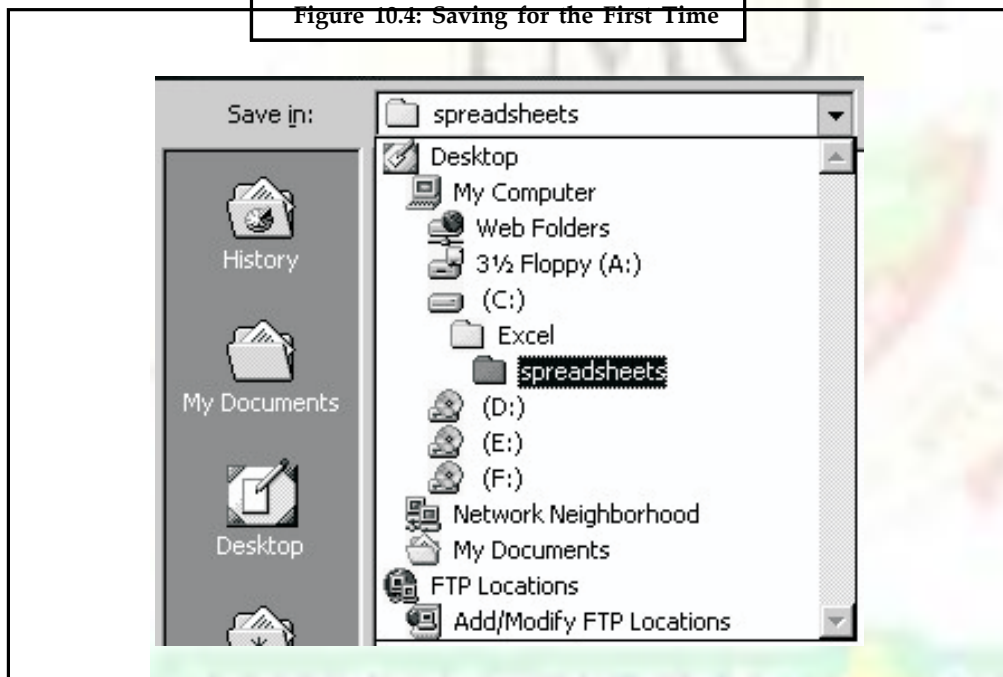 Figure 10.4: Saving for the First Time
Save in:
spreadsheets
Desktop
My Computer
Web Folders
3½ Floppy (A:)
(C:)
Excel
spreadsheets
(D:)
(E:)
(F:)
Network Neighborhood
My Documents
FTP Locations
Add/Modify FTP Locations
History
My Documents
Desktop